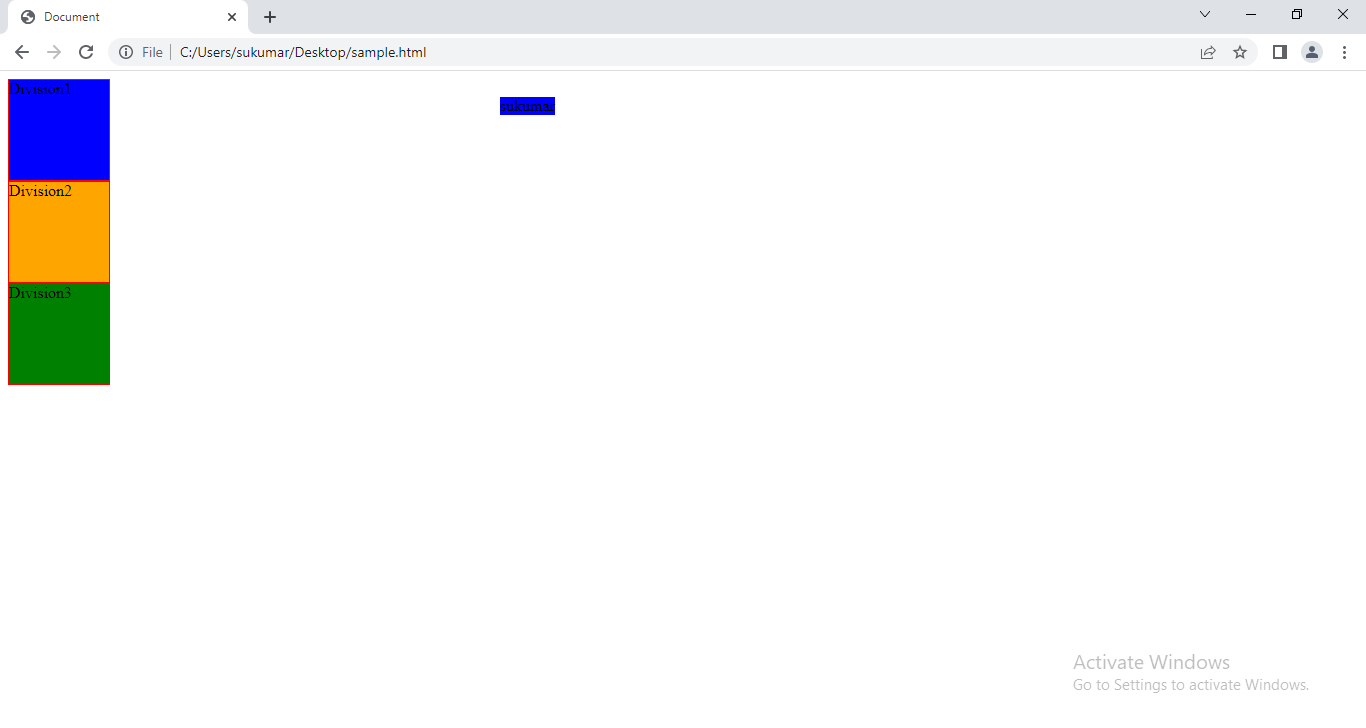 Document
File
C:/Users/sukumar/Desktop/sample.html
Division1
sukumar
Division2
Division3
Activate Windows
Go to Settings to activate Windows.